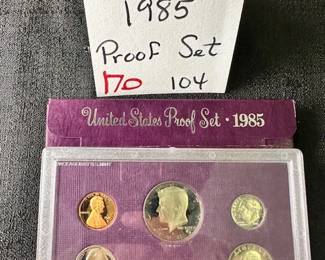 1985
Proof Set
170 104
United States Proof Set · 1985